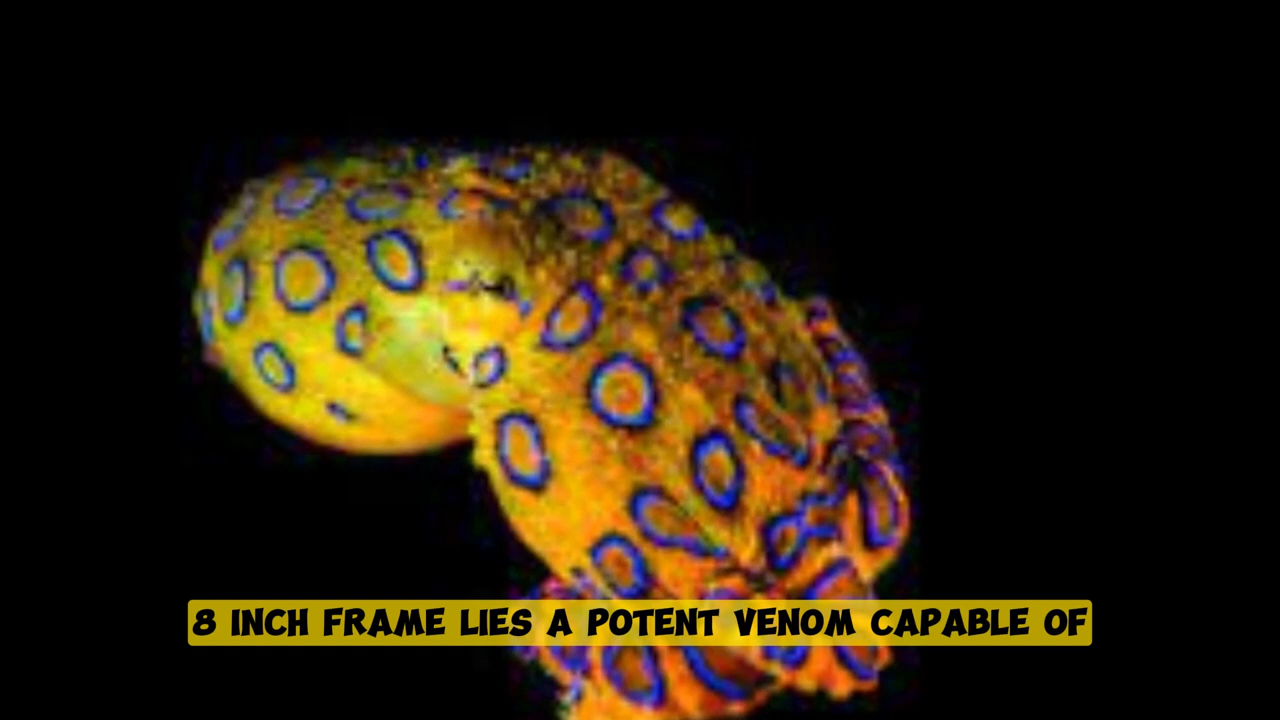 8 INCH FRAME LIES A POTENT VENOM CAPABLE OF